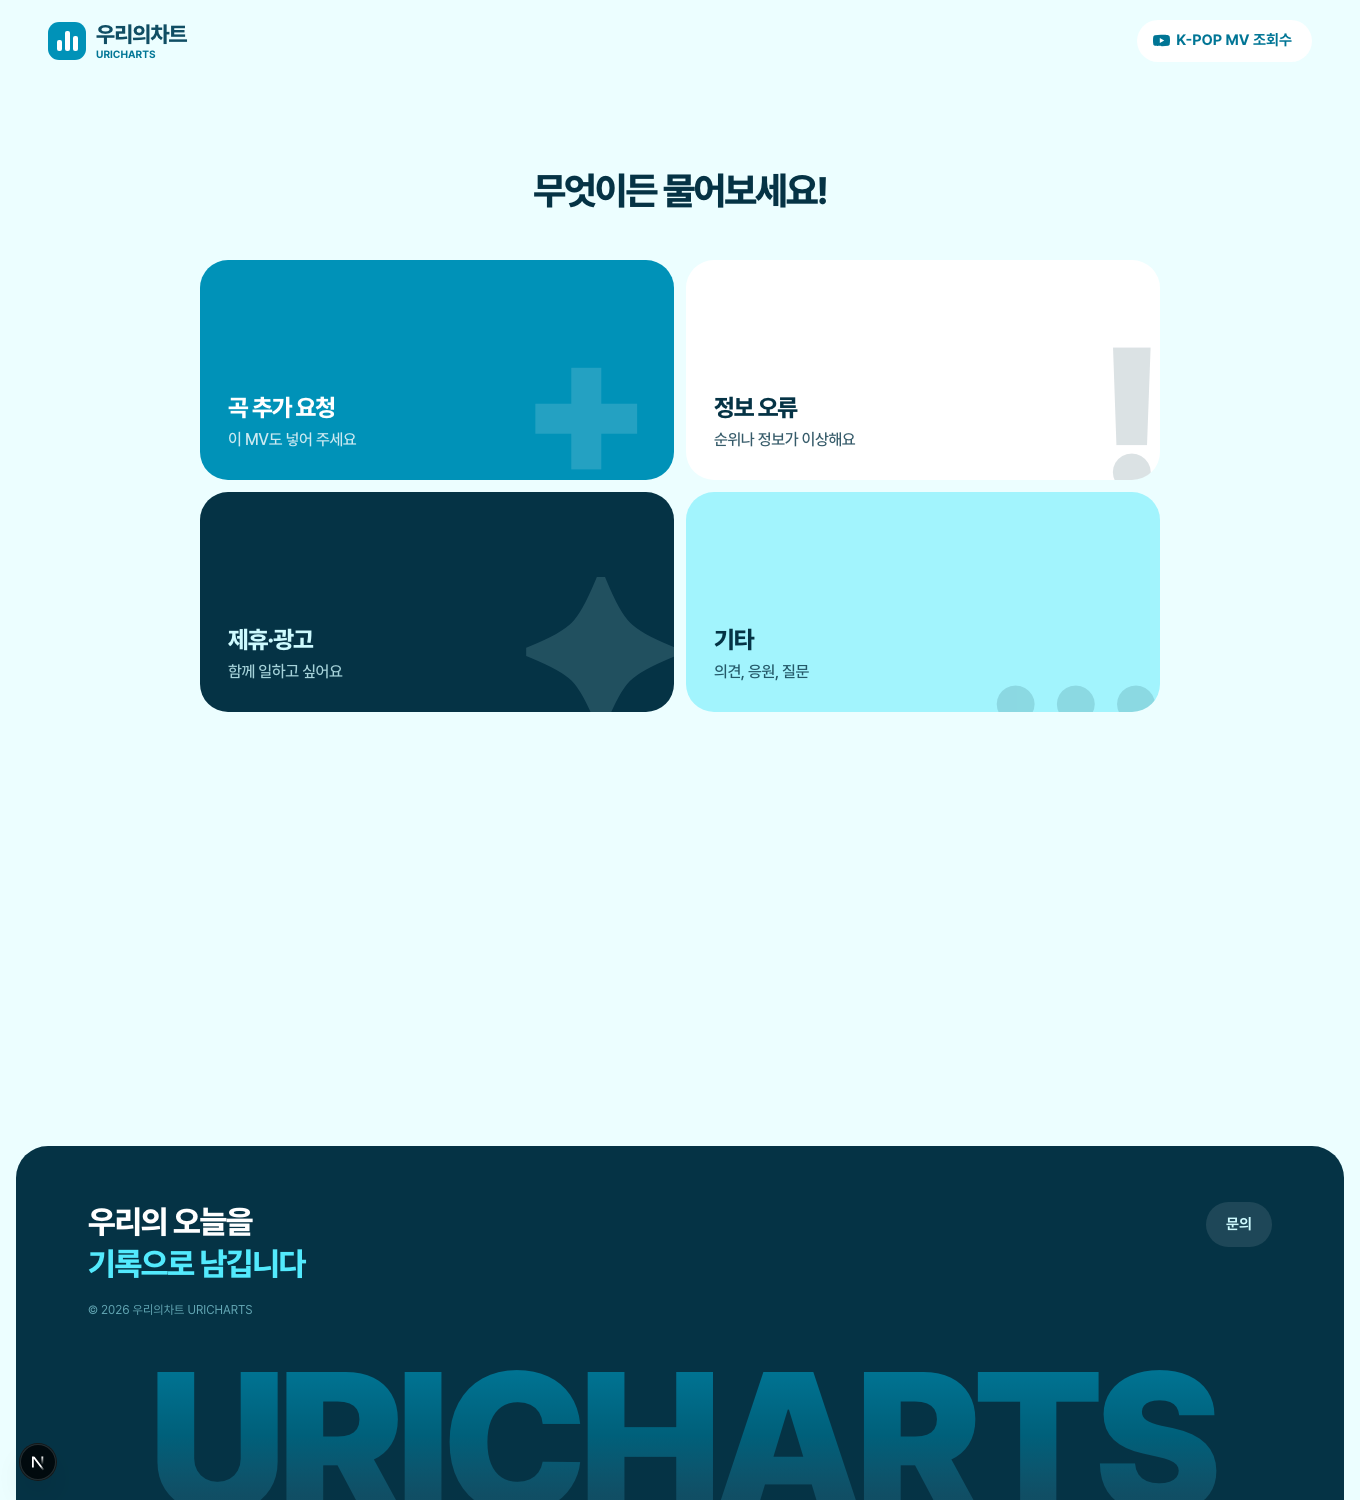 우리의차트
URICHARTS
K-POP MV 조회수
무엇이든 물어보세요!
곡 추가 요청
이 MV도 넣어 주세요
정보 오류
순위나 정보가 이상해요
!
제휴·광고
함께 일하고 싶어요
기타
의견, 응원, 질문
우리의 오늘을
기록으로 남깁니다
문의
© 2026 우리의차트 URICHARTS
URICHARTS
N